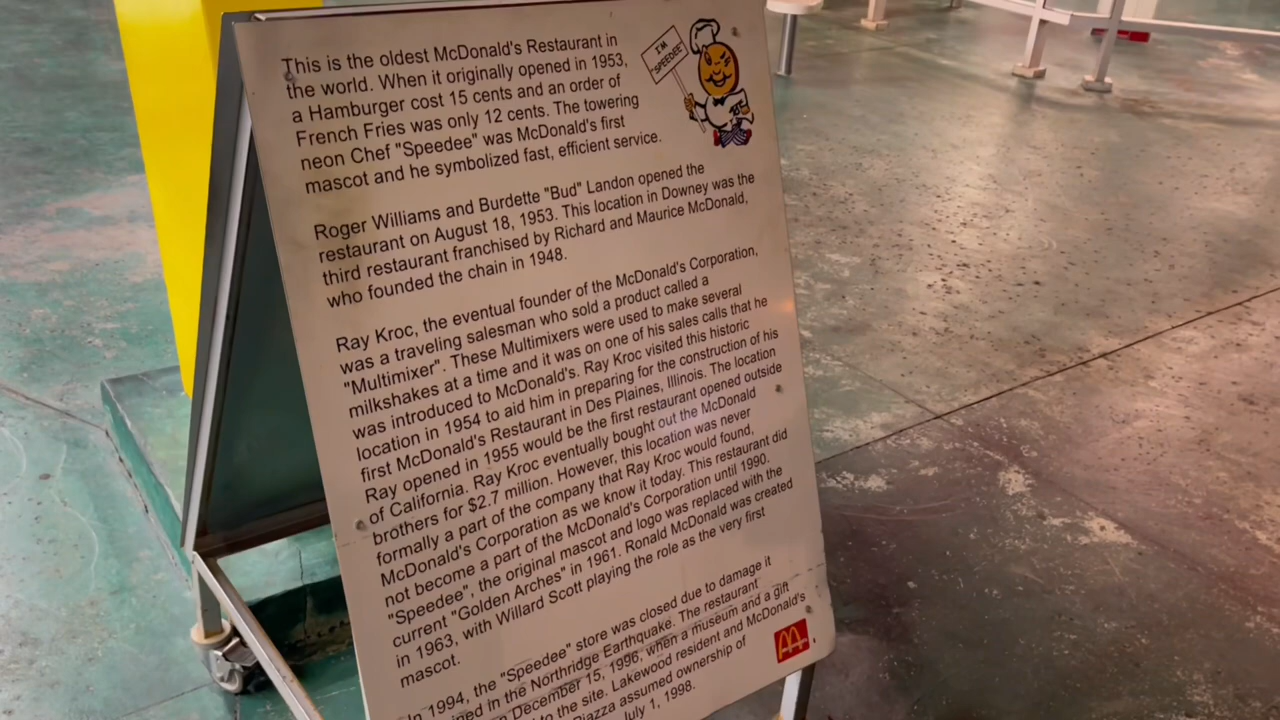 This is the oldest McDonald's Restaurant in
the world. When it originally opened in 1953,
a Hamburger cost 15 cents and an order of
French Fries was only 12 cents. The towering
neon Chef "Speedee" was McDonald's first
mascot and he symbolized fast, efficient service.
I'M
"SPEEDEE"
Roger Williams and Burdette "Bud" Landon opened the
restaurant on August 18, 1953. This location in Downey was the
third restaurant franchised by Richard and Maurice McDonald,
who founded the chain in 1948.
Ray Kroc, the eventual founder of the McDonald's Corporation,
was a traveling salesman who sold a product called a
"Multimixer". These Multimixers were used to make several
milkshakes at a time and it was on one of his sales calls that he
was introduced to McDonald's. Ray Kroc visited this historic
location in 1954 to aid him in preparing for the construction of his
first McDonald's Restaurant in Des Plaines, Illinois. The location
Ray opened in 1955 would be the first restaurant opened outside
of California. Ray Kroc eventually bought out the McDonald
brothers for $2.7 million. However, this location was never
formally a part of the company that Ray Kroc would found,
McDonald's Corporation as we know it today. This restaurant did
not become a part of the McDonald's Corporation until 1990.
"Speedee", the original mascot and logo was replaced with the
current "Golden Arches" in 1961. Ronald McDonald was created
in 1963, with Willard Scott playing the role as the very first
mascot.
In 1994, the "Speedee" store was closed due to damage it
in the Northridge Earthquake. The restaurant
December 15, 1996, when a museum and a gift
to the site. Lakewood resident and McDonald's
Piazza assumed ownership of
July 1, 1998.